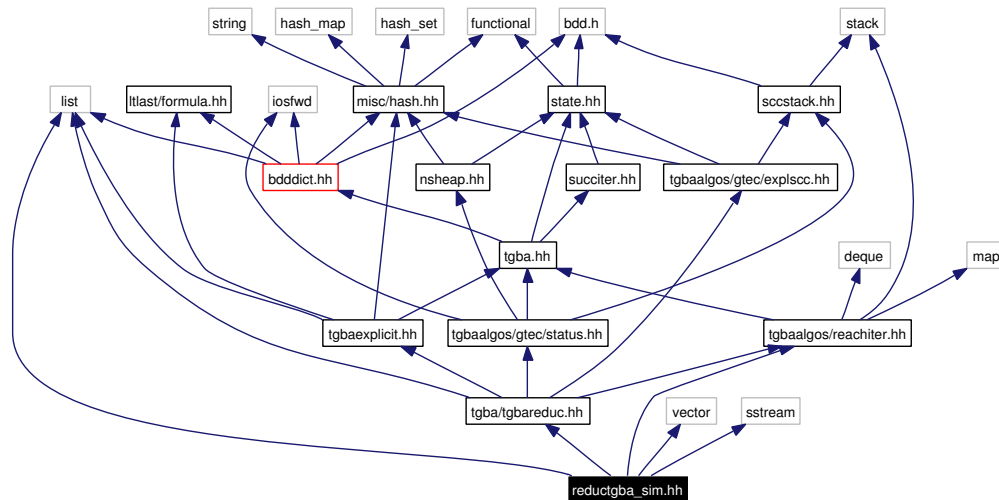 string
hash_map
hash_set
functional
bdd.h
stack
list
ltlast/formula.hh
iosfwd
misc/hash.hh
state.hh
sccstack.hh
bdddict.hh
nsheap.hh
succiter.hh
tgbaalgos/gtec/explscc.hh
tgba.hh
deque
map
tgbaexplicit.hh
tgbaalgos/gtec/status.hh
tgbaalgos/reachiter.hh
tgba/tgbareduc.hh
vector
sstream
reductgba_sim.hh